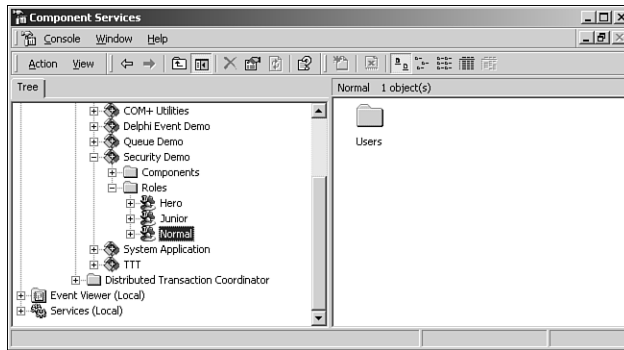 Component Services
Console Window Help
Action View
Tree
Normal 1 object(s)
COM+ Utilities
Delphi Event Demo
Queue Demo
Security Demo
Components
Roles
Hero
Junior
Normal
System Application
TTT
Distributed Transaction Coordinator
Event Viewer (Local)
Services (Local)
Users